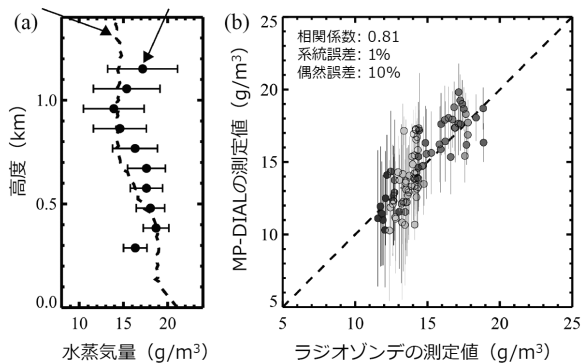 (a)
高度（km）
1.0
0.5
0.0
10
15
20
水蒸気量（g/m³）
(b)
相関係数: 0.81
系統誤差: 1%
偶然誤差: 10%
MP-DIALの測定値（g/m³）
25
20
15
10
5
5
10
15
20
25
ラジオゾンデの測定値（g/m³）